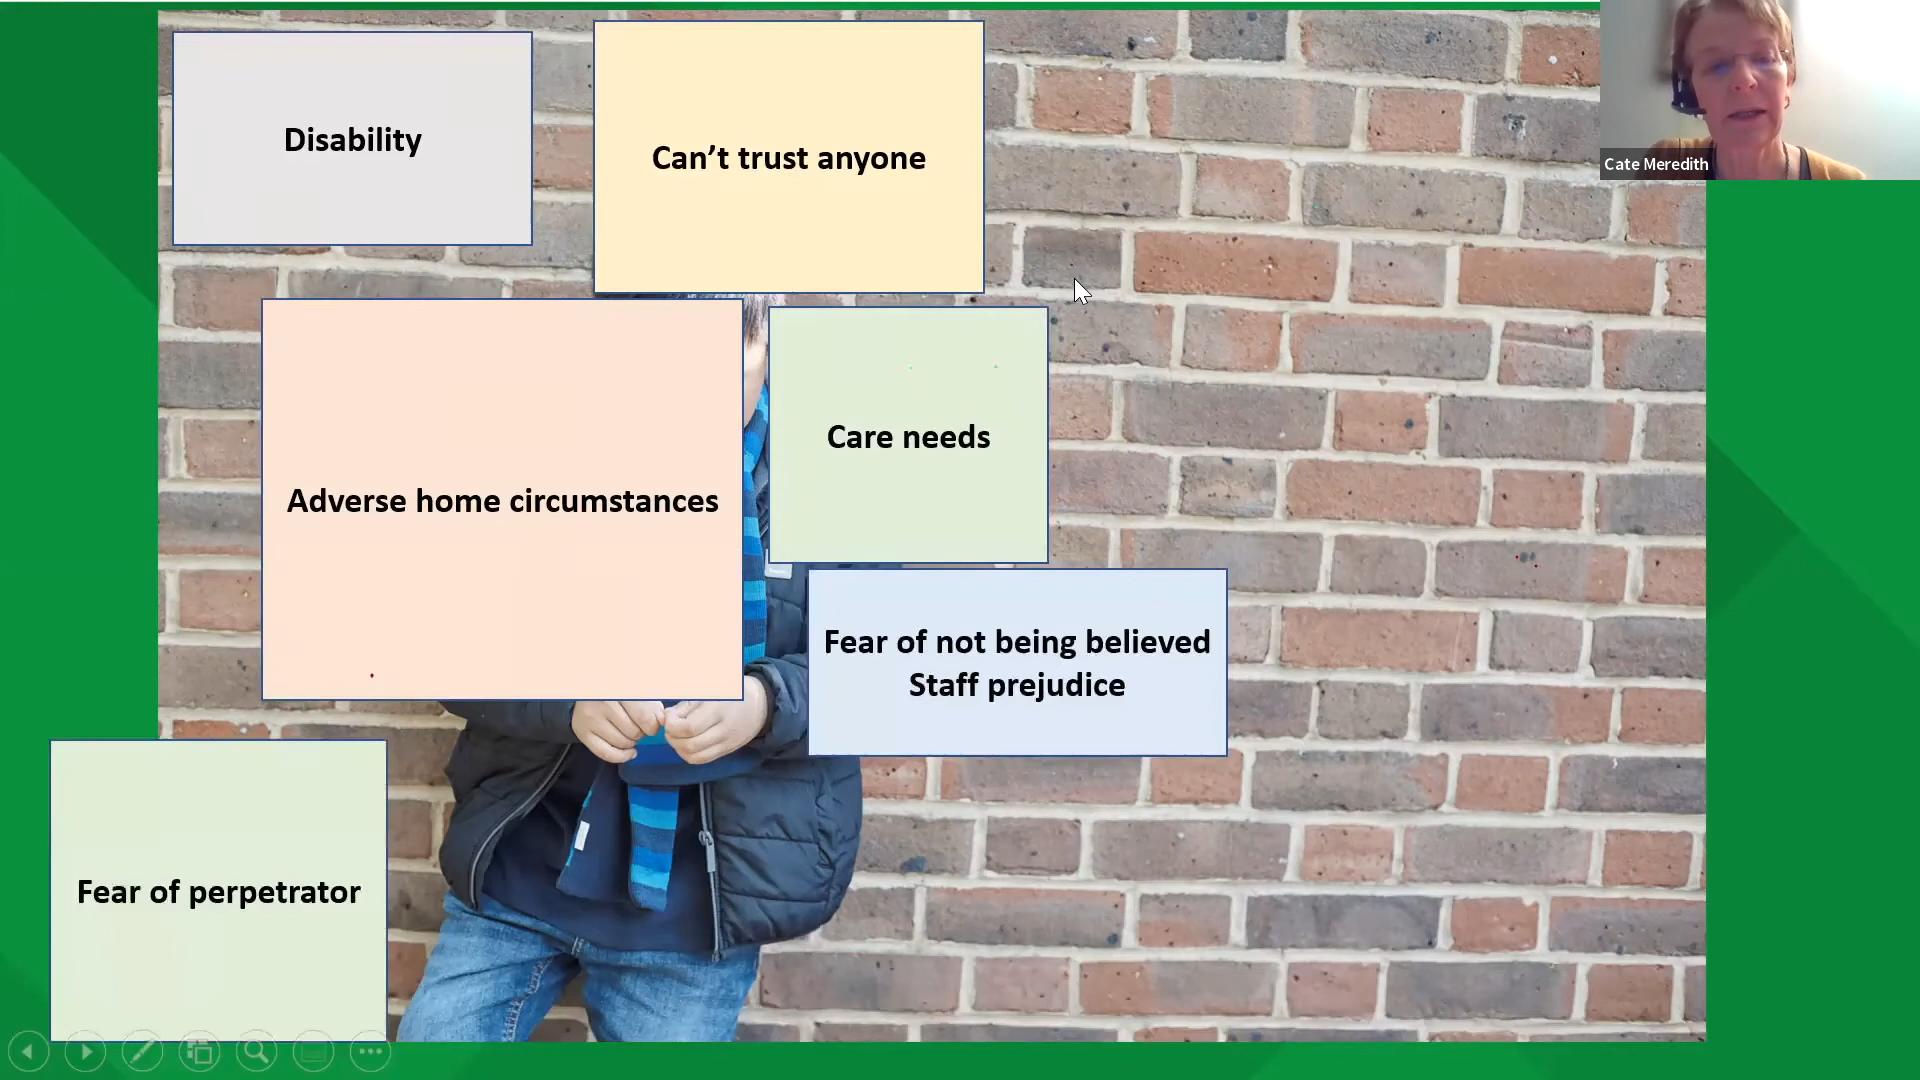 Disability
Can’t trust anyone
Cate Meredith
Adverse home circumstances
Care needs
Fear of not being believed
Staff prejudice
Fear of perpetrator